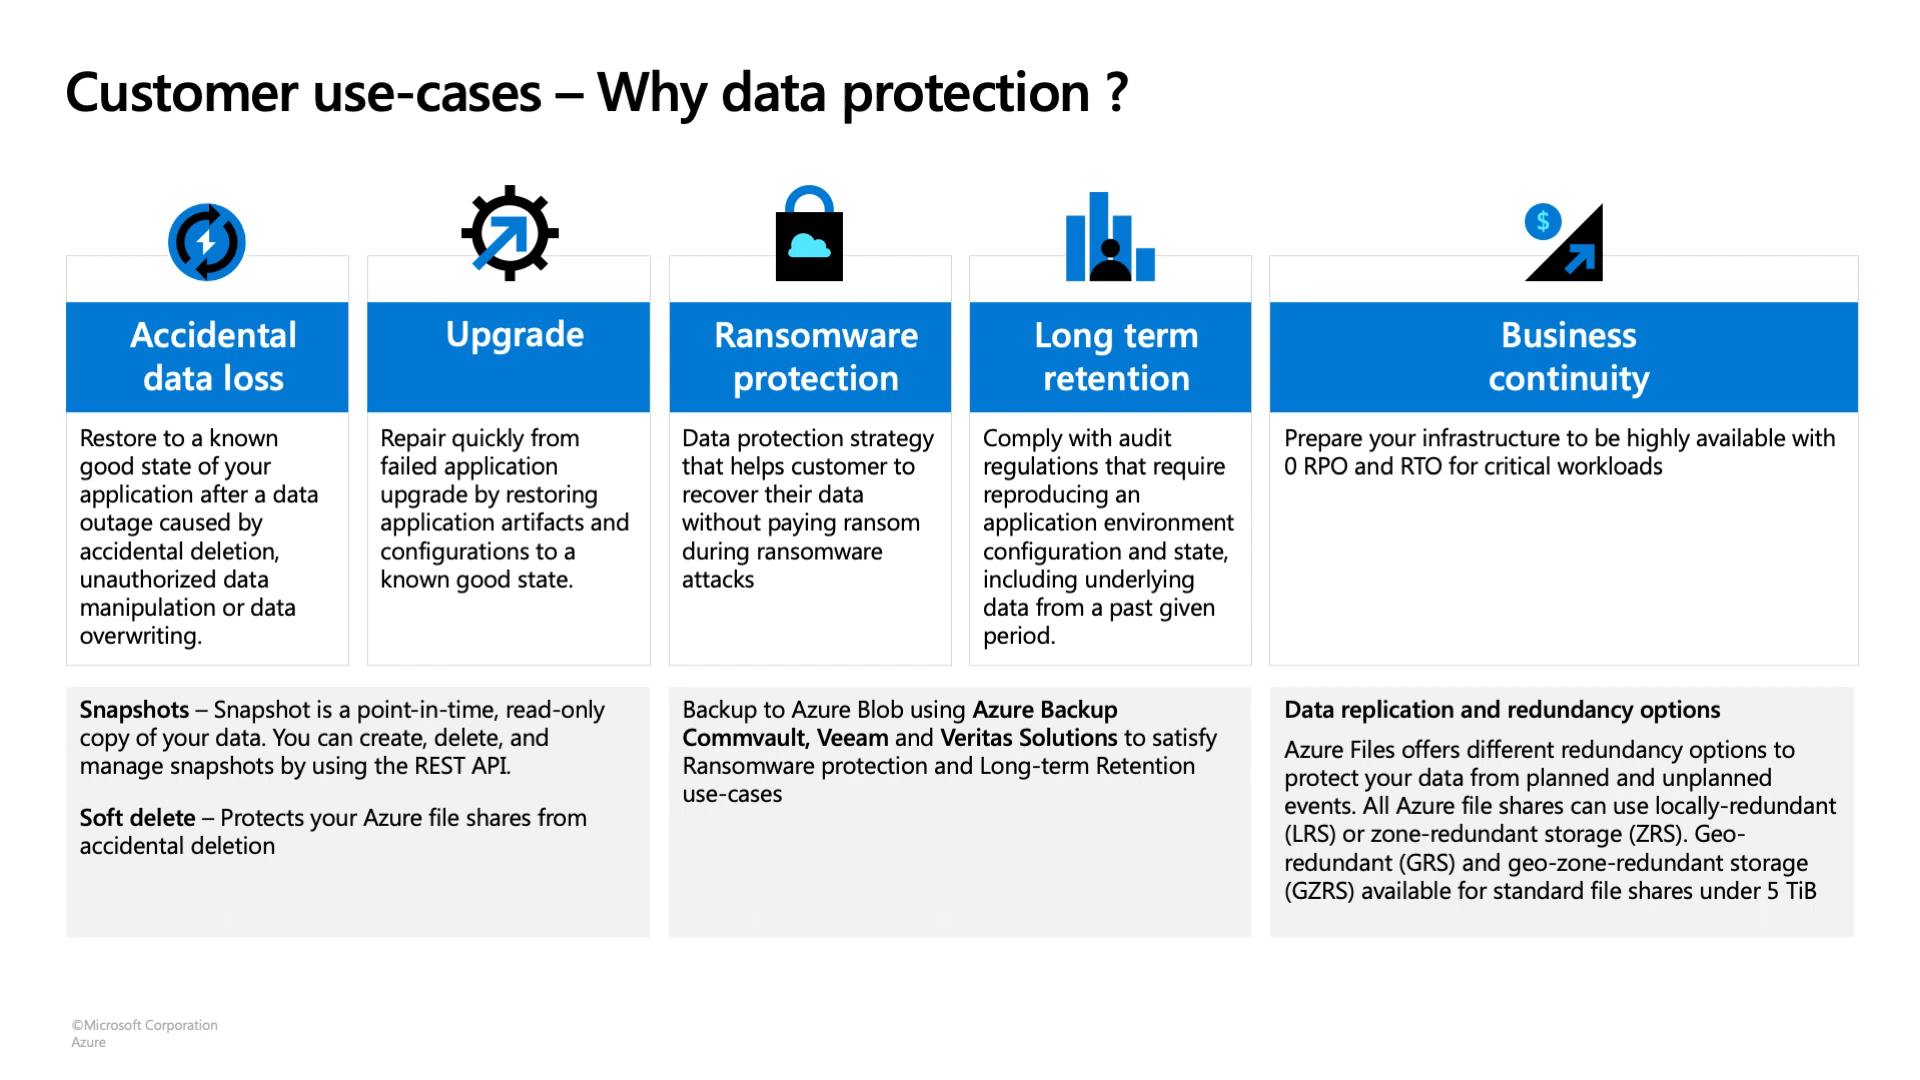 Customer use-cases – Why data protection ?
$
Accidental
data loss
Restore to a known
good state of your
application after a data
outage caused by
accidental deletion,
unauthorized data
manipulation or data
overwriting.
Upgrade
Repair quickly from
failed application
upgrade by restoring
application artifacts and
configurations to a
known good state.
Ransomware
protection
Data protection strategy
that helps customer to
recover their data
without paying ransom
during ransomware
attacks
Long term
retention
Comply with audit
regulations that require
reproducing an
application environment
configuration and state,
including underlying
data from a past given
period.
Business
continuity
Prepare your infrastructure to be highly available with
0 RPO and RTO for critical workloads
Snapshots – Snapshot is a point-in-time, read-only
copy of your data. You can create, delete, and
manage snapshots by using the REST API.
Soft delete – Protects your Azure file shares from
accidental deletion
Backup to Azure Blob using Azure Backup
Commvault, Veeam and Veritas Solutions to satisfy
Ransomware protection and Long-term Retention
use-cases
Data replication and redundancy options
Azure Files offers different redundancy options to
protect your data from planned and unplanned
events. All Azure file shares can use locally-redundant
(LRS) or zone-redundant storage (ZRS). Geo-
redundant (GRS) and geo-zone-redundant storage
(GZRS) available for standard file shares under 5 TiB
©Microsoft Corporation
Azure